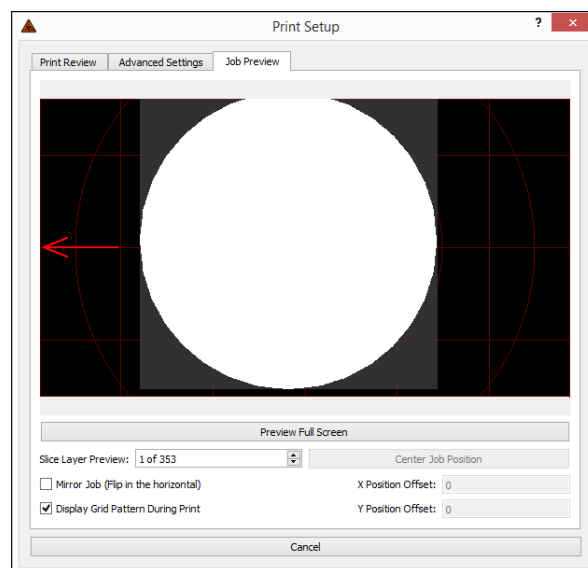 Print Setup
?
Print Review
Advanced Settings
Job Preview
Preview Full Screen
Slice Layer Preview: 1 of 353
Center Job Position
Mirror Job (Flip in the horizontal)
X Position Offset: 0
Display Grid Pattern During Print
Y Position Offset: 0
Cancel